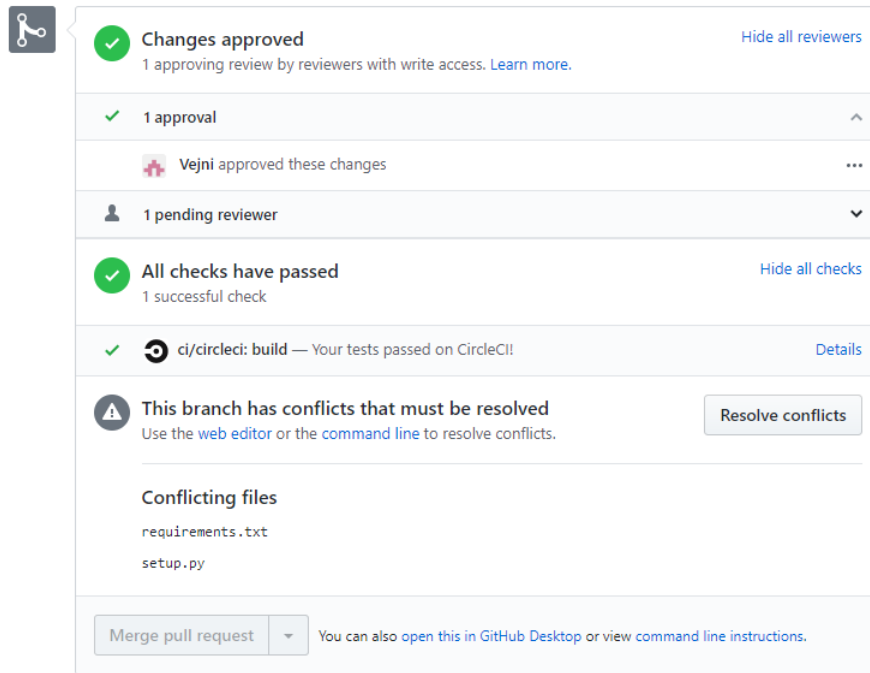 Changes approved
Hide all reviewers
1 approving review by reviewers with write access. Learn more.
1 approval
Vejni approved these changes
1 pending reviewer
All checks have passed
Hide all checks
1 successful check
ci/circleci: build — Your tests passed on CircleCI!
Details
This branch has conflicts that must be resolved
Resolve conflicts
Use the web editor or the command line to resolve conflicts.
Conflicting files
requirements.txt
setup.py
Merge pull request
You can also open this in GitHub Desktop or view command line instructions.